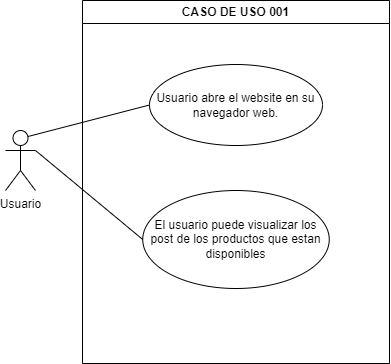 CASO DE USO 001
Usuario abre el website en su
navegador web.
Usuario
El usuario puede visualizar los
post de los productos que estan
disponibles